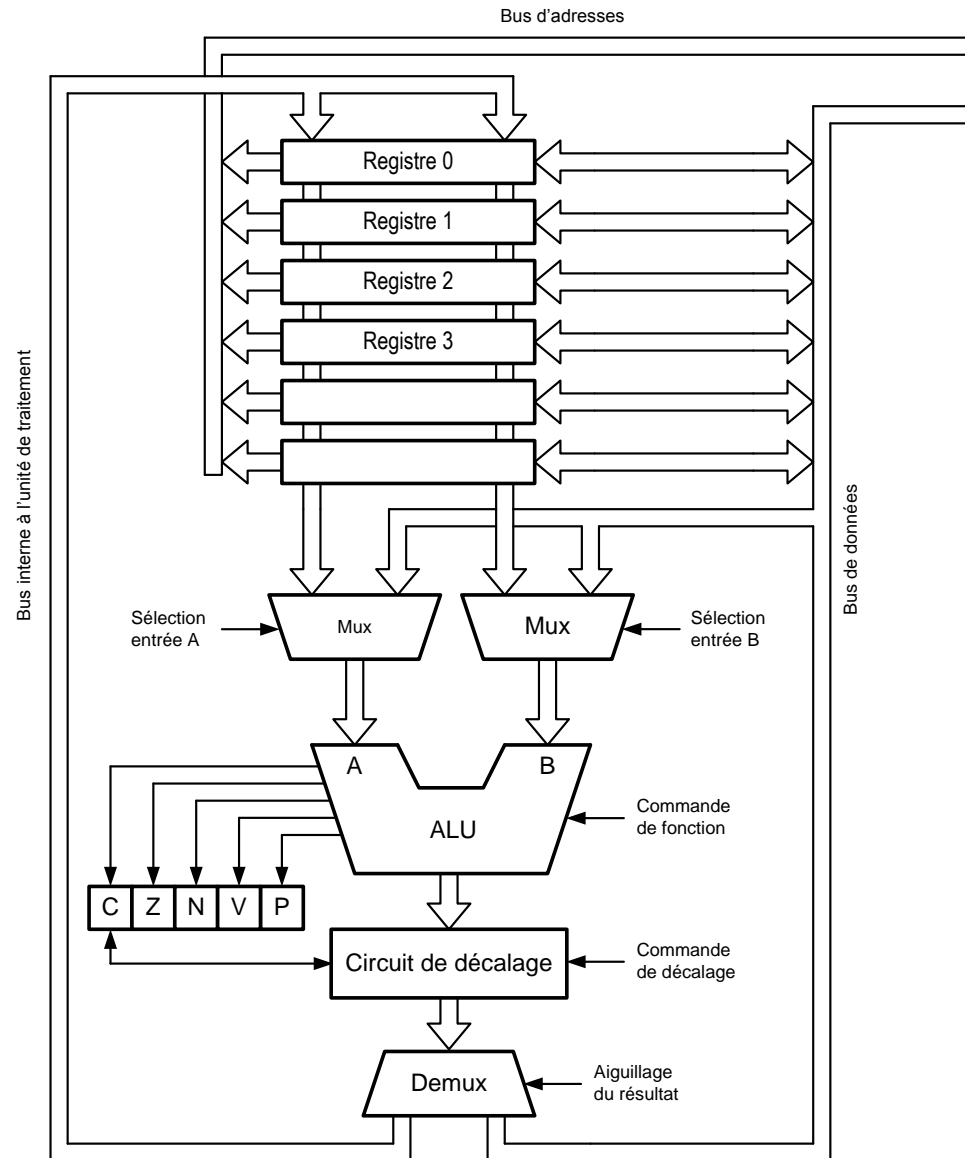 Bus d'adresses
Registre 0
Registre 1
Registre 2
Registre 3
Bus interne à l'unité de traitement
Bus de données
Sélection
entrée A
Mux
Mux
Sélection
entrée B
A
B
ALU
Commande
de fonction
C Z N V P
Circuit de décalage
Commande
de décalage
Demux
Aiguillage
du résultat